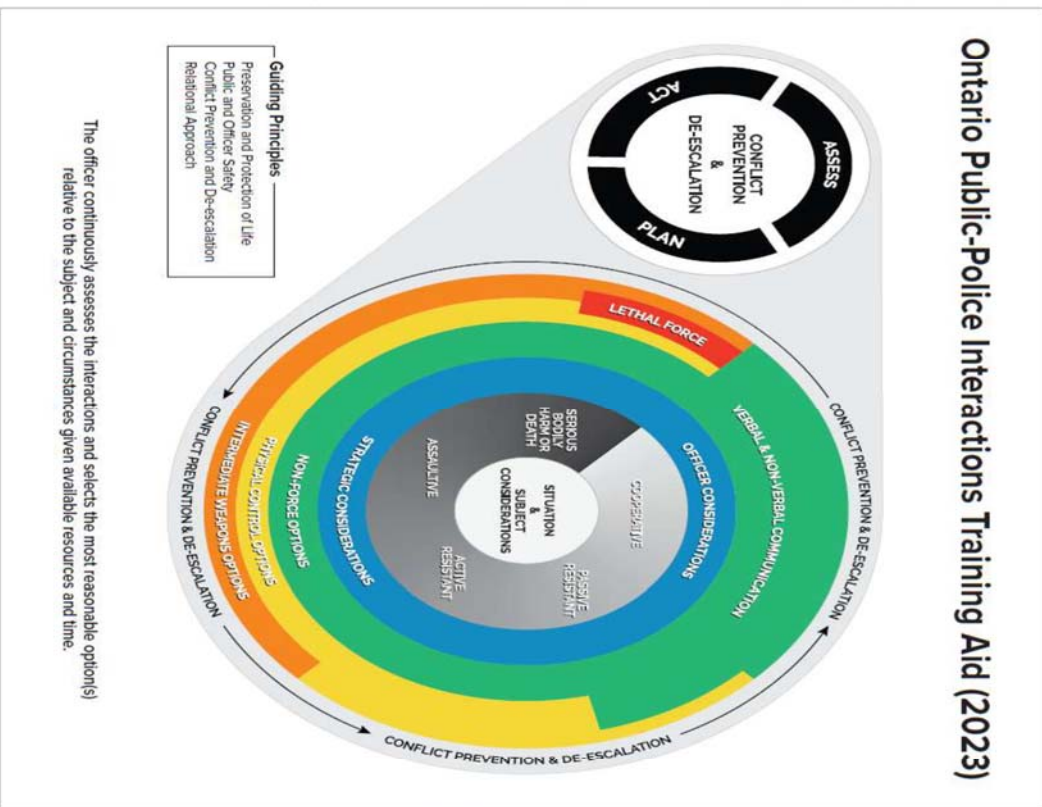 Ontario Public-Police Interactions Training Aid (2023)
ASSESS
PLAN
ACT
CONFLICT
PREVENTION
&
DE-ESCALATION
CONFLICT PREVENTION & DE-ESCALATION
CONFLICT PREVENTION & DE-ESCALATION
CONFLICT PREVENTION & DE-ESCALATION
VERBAL & NON-VERBAL COMMUNICATION
OFFICER CONSIDERATIONS
LETHAL FORCE
COOPERATIVE
PASSIVE
RESISTANT
SERIOUS
BODILY
HARM OR
DEATH
SITUATION
&
SUBJECT
CONSIDERATIONS
ASSAULTIVE
ACTIVE
RESISTANT
STRATEGIC CONSIDERATIONS
NON-FORCE OPTIONS
PHYSICAL CONTROL OPTIONS
INTERMEDIATE WEAPONS OPTIONS
Guiding Principles
Preservation and Protection of Life
Public and Officer Safety
Conflict Prevention and De-escalation
Relational Approach
The officer continuously assesses the interactions and selects the most reasonable option(s)
relative to the subject and circumstances given available resources and time.